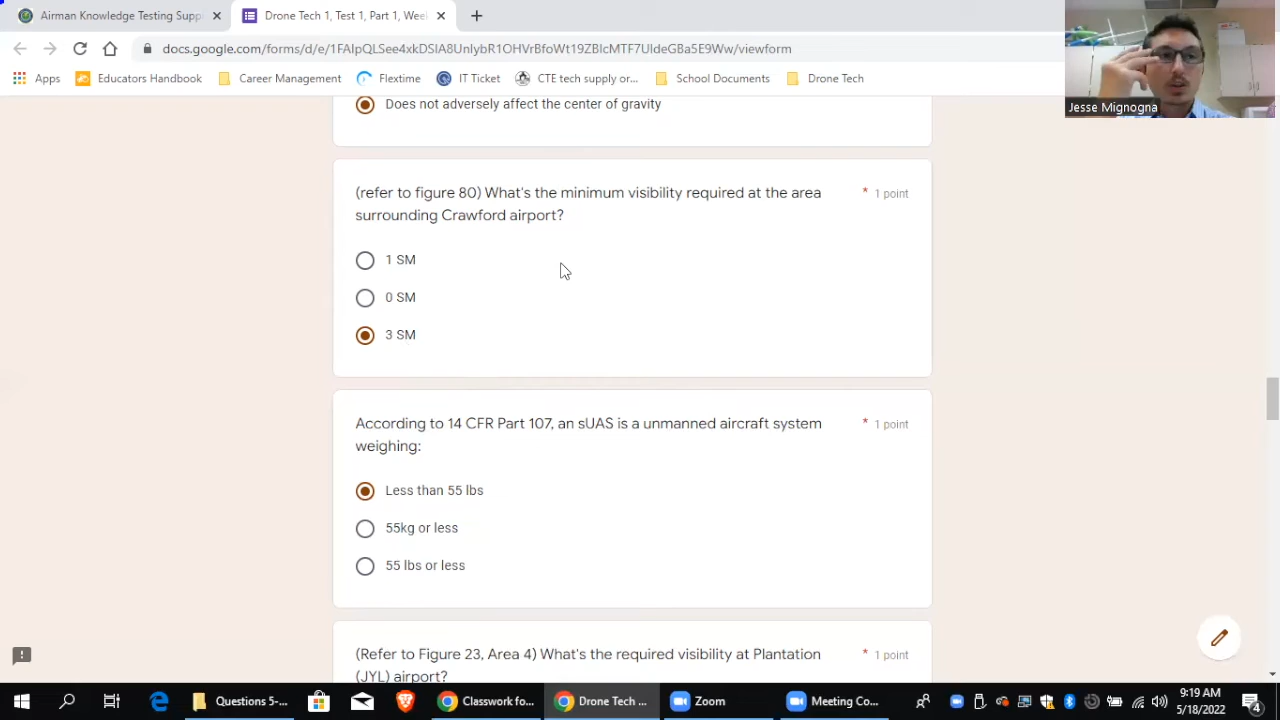 Airman Knowledge Testing Supp
Drone Tech 1, Test 1, Part 1, Wee
docs.google.com/forms/d/e/1FAIpQLSee4xkDSIA8UnlybR1OHVrBfoWt19ZBIcMTF7UldeGBa5E9Ww/viewform
Apps Educators Handbook Career Management Flextime IT Ticket CTE tech supply or... School Documents Drone Tech
Jesse Mignogna
Does not adversely affect the center of gravity
(refer to figure 80) What's the minimum visibility required at the area * 1 point
surrounding Crawford airport?
1 SM
0 SM
3 SM
According to 14 CFR Part 107, an sUAS is a unmanned aircraft system * 1 point
weighing:
Less than 55 lbs
55kg or less
55 lbs or less
(Refer to Figure 23, Area 4) What's the required visibility at Plantation * 1 point
(JYL) airport?
Questions 5-... Classwork fo... Drone Tech ... Zoom Meeting Co... 9:19 AM
5/18/2022 4